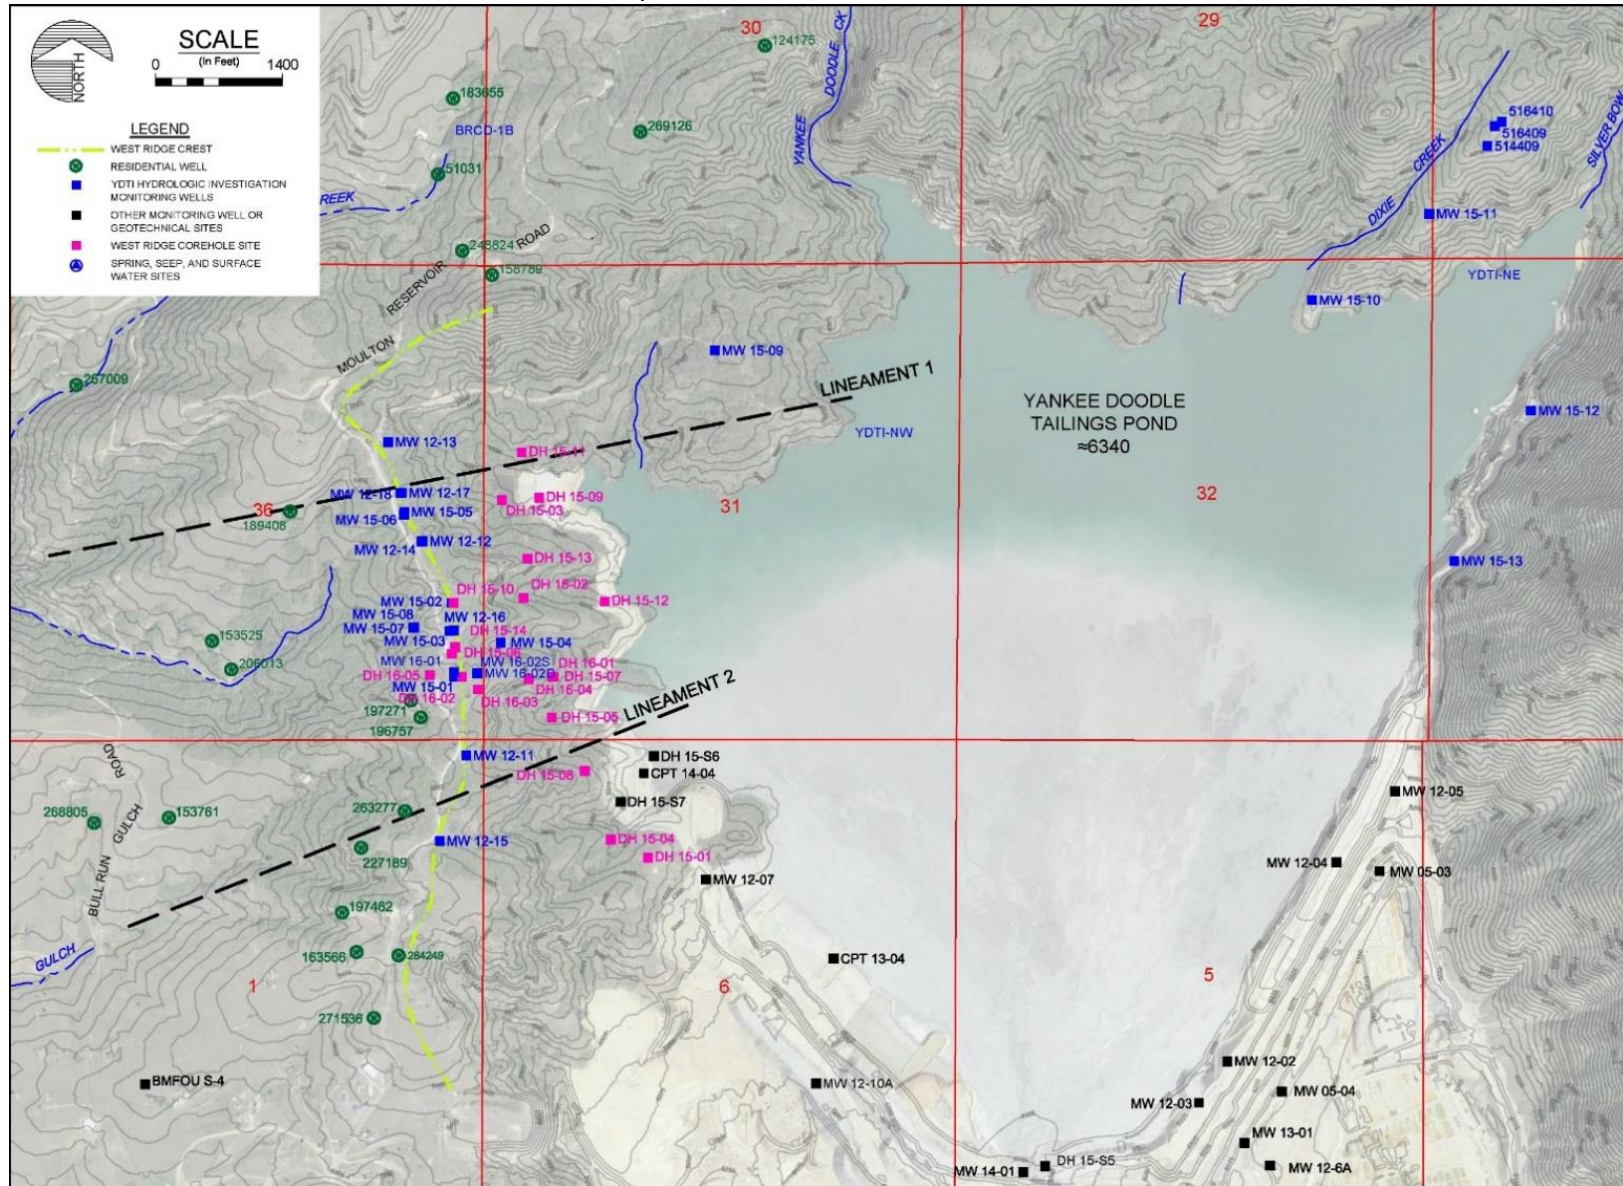 NORTH
SCALE
(In Feet)
0 1400
LEGEND
WEST RIDGE CREST
RESIDENTIAL WELL
YDTI HYDROLOGIC INVESTIGATION
MONITORING WELLS
OTHER MONITORING WELL OR
GEOTECHNICAL SITES
WEST RIDGE COREHOLE SITE
SPRING, SEEP, AND SURFACE
WATER SITES
30
29
124175
183655
269126
BRCD-1B
51031
REEK
YANKEE
DOODLE
CK
516410
516409
514409
SILVER BOW
DIXIE
CREEK
MW 15-11
248824
ROAD
158789
RESERVOIR
MOULTON
YDTI-NE
MW 15-10
MW 15-09
LINEAMENT 1
257009
YANKEE DOODLE
TAILINGS POND
≈6340
YDTI-NW
MW 15-12
MW 12-13
DH 15-11
MW 12-18
MW 12-17
DH 15-09
DH 15-03
36
189408
MW 15-05
MW 15-06
31
32
MW 12-12
MW 12-14
DH 15-13
MW 15-13
DH 15-10
DH 15-02
DH 15-12
MW 15-02
MW 15-08
MW 12-16
MW 15-07
DH 15-14
MW 15-03
MW 15-04
DH 15-06
153525
206013
MW 16-01
MW 16-02S
MW 16-02D
DH 16-01
DH 15-07
DH 16-05
MW 15-01
DH 16-04
DH 16-02
DH 16-03
LINEAMENT 2
197271
196757
DH 15-05
MW 12-11
DH 15-S6
DH 15-08
CPT 14-04
DH 15-S7
ROAD
GULCH
BULL RUN
268805
153761
263277
MW 12-15
DH 15-04
DH 15-01
227189
MW 12-07
MW 12-05
MW 12-04
MW 05-03
197462
163566
284249
GULCH
CPT 13-04
1
6
5
271536
BMFOU S-4
MW 12-10A
MW 12-02
MW 05-04
MW 12-03
MW 13-01
MW 14-01
DH 15-S5
MW 12-6A